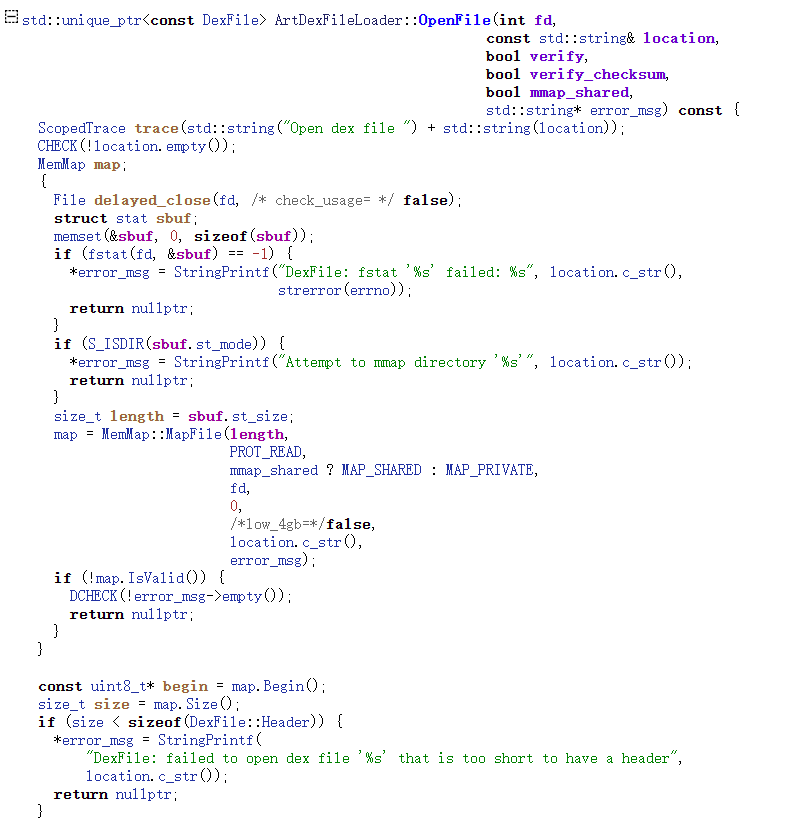 std::unique_ptr<const DexFile> ArtDexFileLoader::OpenFile(int fd,
const std::string& location,
bool verify,
bool verify_checksum,
bool mmap_shared,
std::string* error_msg) const {
ScopedTrace trace(std::string("Open dex file ") + std::string(location));
CHECK(!location.empty());
MemMap map;
{
File delayed_close(fd, /* check_usage= */ false);
struct stat sbuf;
memset(&sbuf, 0, sizeof(sbuf));
if (fstat(fd, &sbuf) == -1) {
*error_msg = StringPrintf("DexFile: fstat '%s' failed: %s", location.c_str(),
strerror(errno));
return nullptr;
}
if (S_ISDIR(sbuf.st_mode)) {
*error_msg = StringPrintf("Attempt to mmap directory '%s'", location.c_str());
return nullptr;
}
size_t length = sbuf.st_size;
map = MemMap::MapFile(length,
PROT_READ,
mmap_shared ? MAP_SHARED : MAP_PRIVATE,
fd,
0,
/*low_4gb=*/false,
location.c_str(),
error_msg);
if (!map.IsValid()) {
DCHECK(!error_msg->empty());
return nullptr;
}
}
const uint8_t* begin = map.Begin();
size_t size = map.Size();
if (size < sizeof(DexFile::Header)) {
*error_msg = StringPrintf(
"DexFile: failed to open dex file '%s' that is too short to have a header",
location.c_str());
return nullptr;
}